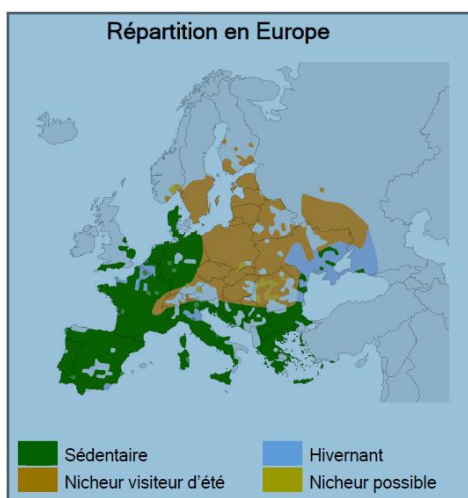 Répartition en Europe
Sédentaire
Hivernant
Nicheur visiteur d'été
Nicheur possible